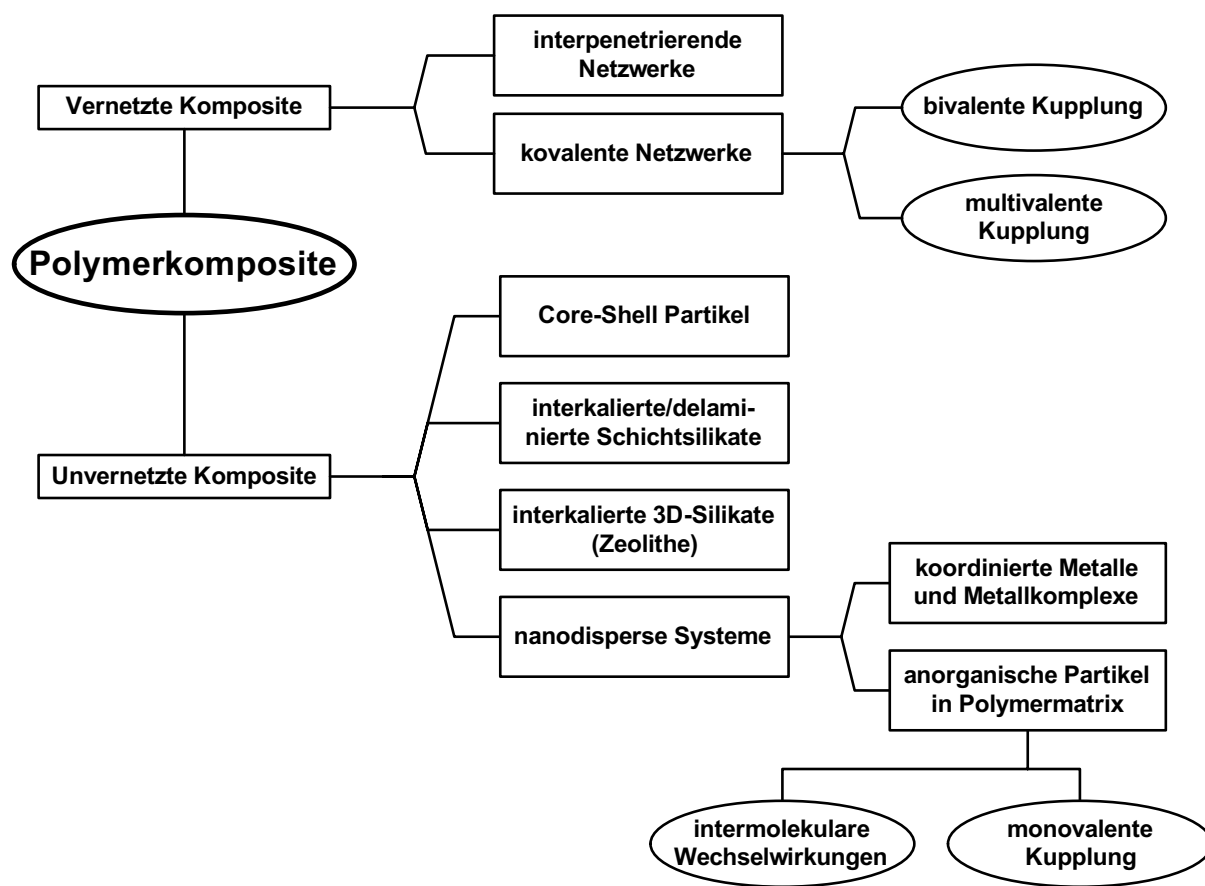 interpenetrierende
Netzwerke
Vernetzte Komposite
bivalente Kupplung
kovalente Netzwerke
multivalente
Kupplung
Polymerkomposite
Core-Shell Partikel
interkalierte/delami-
nierte Schichtsilikate
Unvernetzte Komposite
interkalierte 3D-Silikate
(Zeolithe)
koordinierte Metalle
und Metallkomplexe
nanodisperse Systeme
anorganische Partikel
in Polymermatrix
intermolekulare
Wechselwirkungen
monovalente
Kupplung